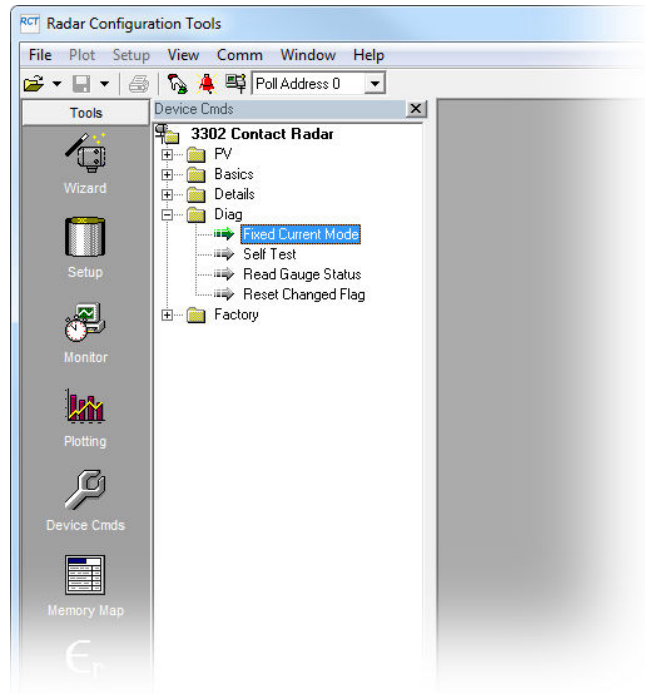 RCT Radar Configuration Tools
File Plot Setup View Comm Window Help
Poll Address 0
Tools
Device Cmds
3302 Contact Radar
PV
Basics
Details
Diag
Fixed Current Mode
Self Test
Read Gauge Status
Reset Changed Flag
Factory
Wizard
Setup
Monitor
Plotting
Device Cmds
Memory Map
Er